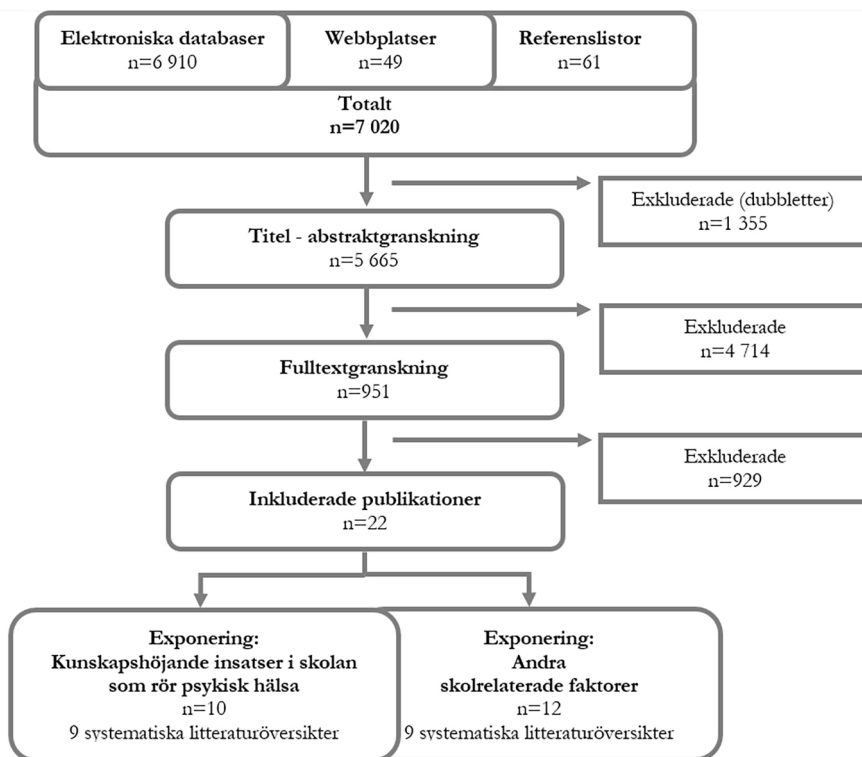 Elektroniska databaser
n=6 910
Webbplatser
n=49
Referenslistor
n=61
Totalt
n=7 020
Exkluderade (dubbletter)
n=1 355
Titel - abstraktgranskning
n=5 665
Exkluderade
n=4 714
Fulltextgranskning
n=951
Exkluderade
n=929
Inkluderade publikationer
n=22
Exponering:
Kunskapshöjande insatser i skolan
som rör psykisk hälsa
n=10
9 systematiska litteraturöversikter
Exponering:
Andra
skolrelaterade faktorer
n=12
9 systematiska litteraturöversikter